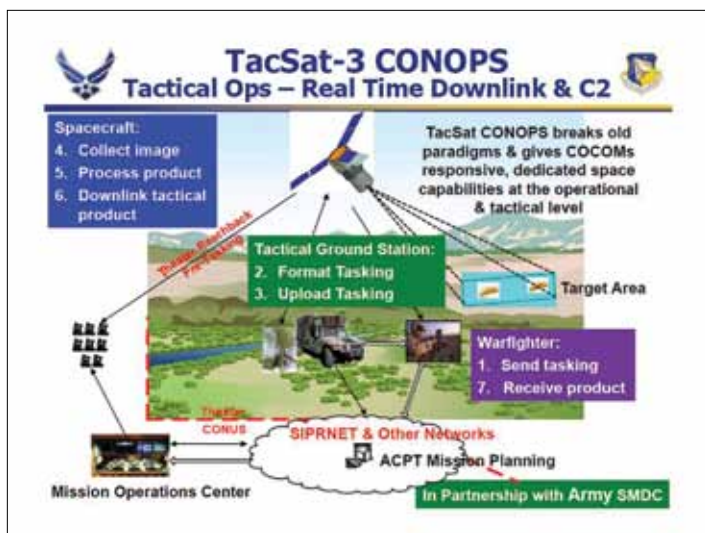 TacSat-3 CONOPS
Tactical Ops – Real Time Downlink & C2
Spacecraft:
4. Collect image
5. Process product
6. Downlink tactical
product
TacSat CONOPS breaks old
paradigms & gives COCOMs
responsive, dedicated space
capabilities at the operational
& tactical level
Theater Reachback
Tactical Ground Station:
2. Format Tasking
3. Upload Tasking
Target Area
Warfighter:
1. Send tasking
7. Receive product
Theater
CONUS
SIPRNET & Other Networks
ACPT Mission Planning
Mission Operations Center
In Partnership with Army SMDC